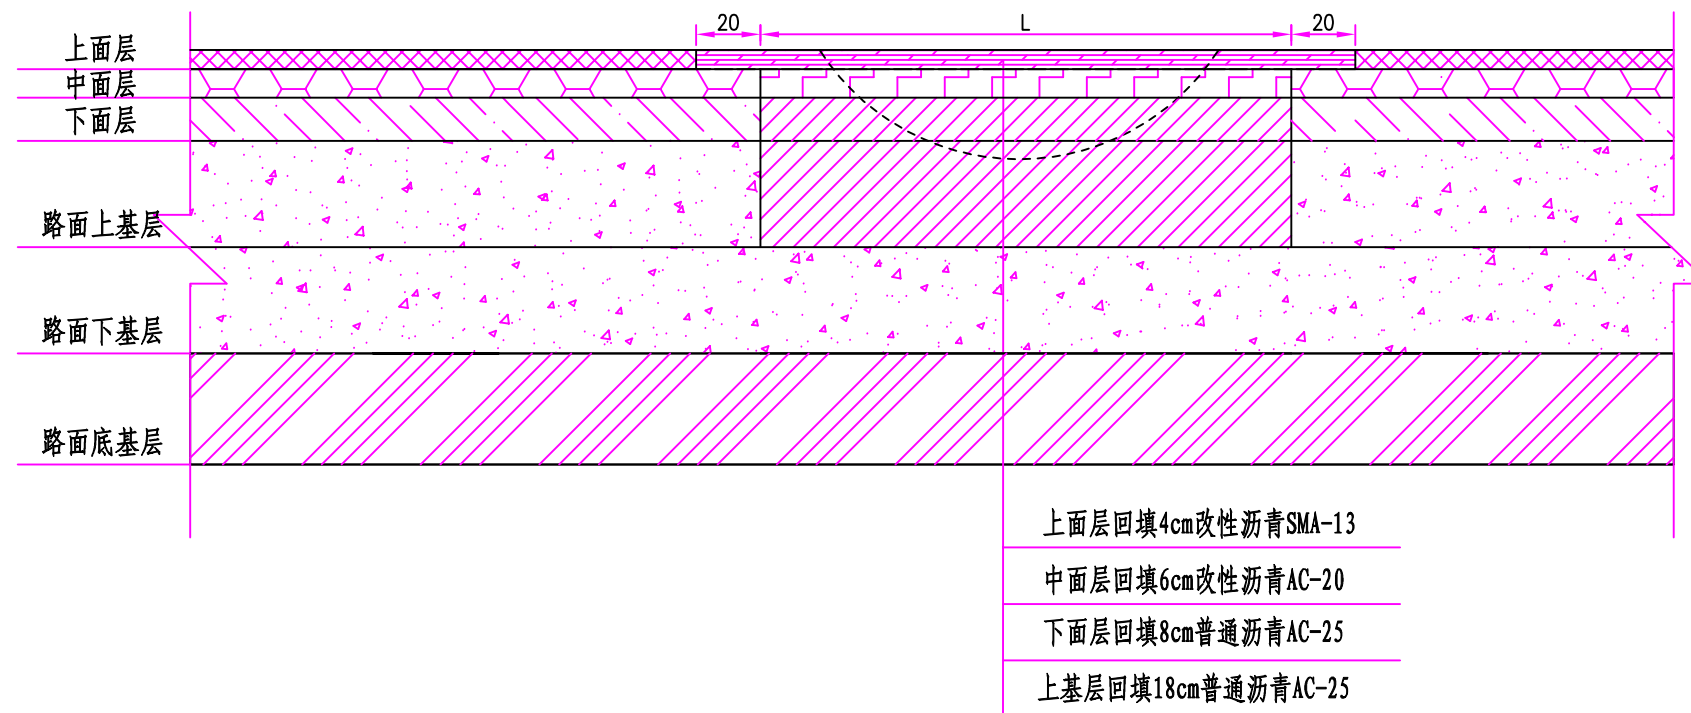 20 L 20
上面层
中面层
下面层
路面上基层
路面下基层
路面底基层
上面层回填4cm改性沥青SMA-13
中面层回填6cm改性沥青AC-20
下面层回填8cm普通沥青AC-25
上基层回填18cm普通沥青AC-25